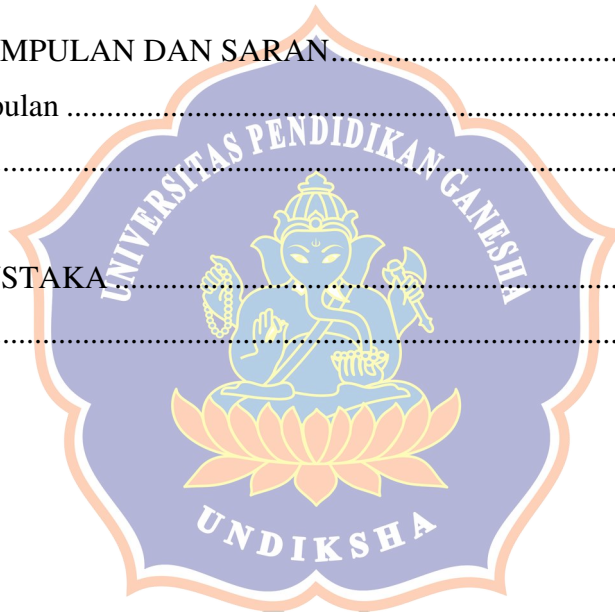 MPULAN DAN SARAN..............................
pulan ....................................................................
..............................................................................
STAKA ..............................................................
..............................................................................
UNIVERSITAS PENDIDIKAN GANESHA
UNDIKSHA